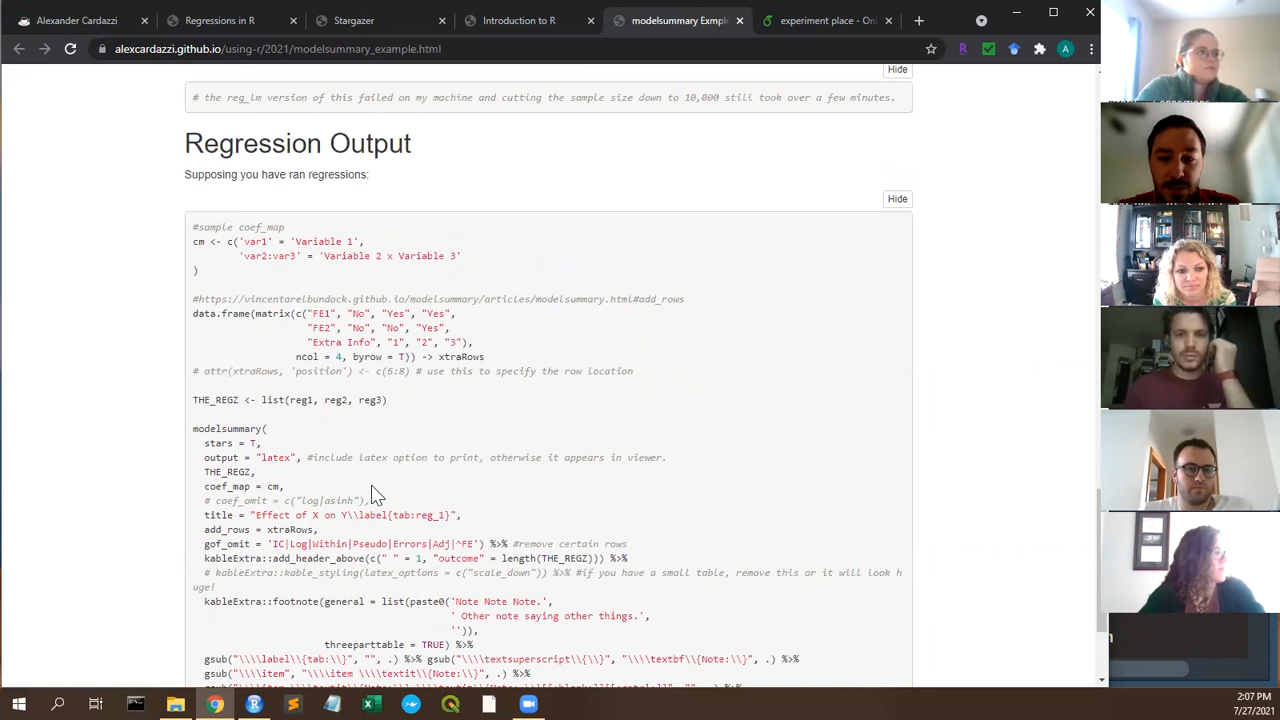 Alexander Cardazzi
Regressions in R
Stargazer
Introduction to R
modelsummary Exmple
experiment place - Onl
alexcardazzi.github.io/using-r/2021/modelsummary_example.html
R
A
Hide
# the reg_lm version of this failed on my machine and cutting the sample size down to 10,000 still took over a few minutes.
Regression Output
Supposing you have ran regressions:
Hide
#sample coef_map
cm <- c('var1' = 'Variable 1',
'var2:var3' = 'Variable 2 x Variable 3'
)
#https://vincentarelbundock.github.io/modelsummary/articles/modelsummary.html#add_rows
data.frame(matrix(c("FE1", "No", "Yes", "Yes",
"FE2", "No", "No", "Yes",
"Extra Info", "1", "2", "3"),
ncol = 4, byrow = T)) -> xtraRows
# attr(xtraRows, 'position') <- c(6:8) # use this to specify the row location
THE_REGZ <- list(reg1, reg2, reg3)
modelsummary(
stars = T,
output = "latex", #include latex option to print, otherwise it appears in viewer.
THE_REGZ,
coef_map = cm,
# coef_omit = c("log|asinh"),
title = "Effect of X on Y\\label{tab:reg_1}",
add_rows = xtraRows,
gof_omit = 'IC|Log|Within|Pseudo|Errors|Adj|^FE') %>% #remove certain rows
kableExtra::add_header_above(c(" " = 1, "outcome" = length(THE_REGZ))) %>%
# kableExtra::kable_styling(latex_options = c("scale_down")) %>% #if you have a small table, remove this or it will look h
uge!
kableExtra::footnote(general = list(paste0('Note Note Note.',
' Other note saying other things.',
'')),
threeparttable = TRUE) %>%
gsub("\\\\label\\{tab:\\}", "", .) %>% gsub("\\\\textsuperscript\\{\\}", "\\\\textbf{Note:\\}", .) %>%
gsub("\\\\item", "\\\\item \\\\textit{Note:\\}", .) %>%
2:07 PM
7/27/2021